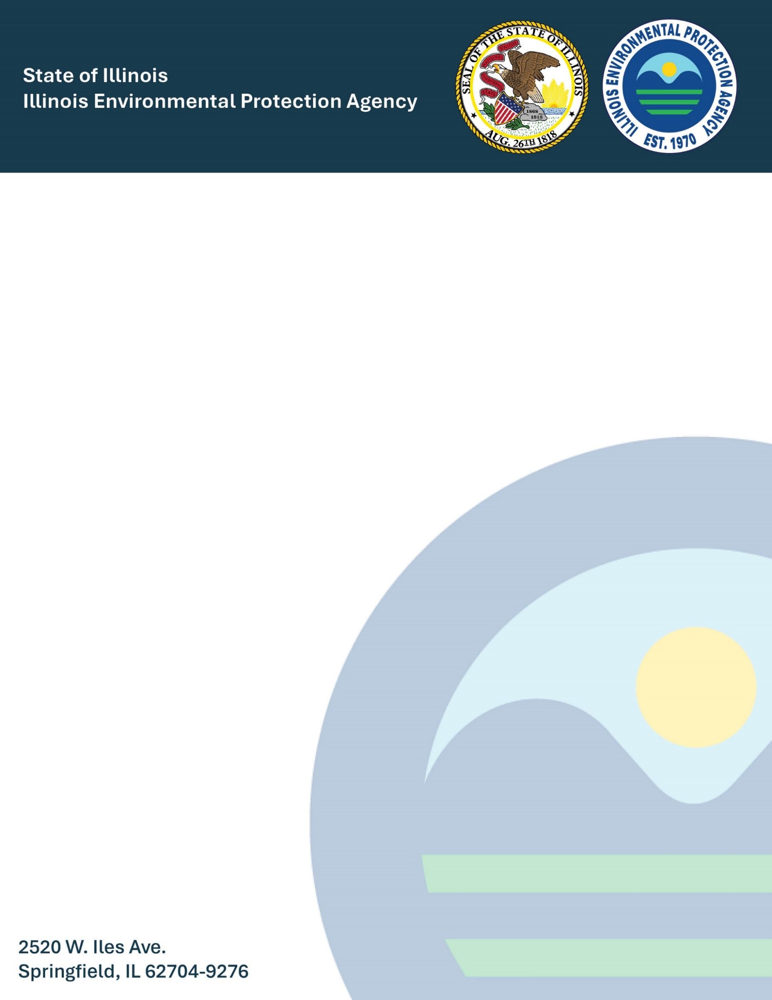 State of Illinois
Illinois Environmental Protection Agency
SEAL OF THE STATE OF ILLINOIS
UNION
NATIONAL
STATE
1868
1818
AUG. 26TH 1818
ILLINOIS ENVIRONMENTAL PROTECTION AGENCY
EST. 1970
2520 W. Iles Ave.
Springfield, IL 62704-9276